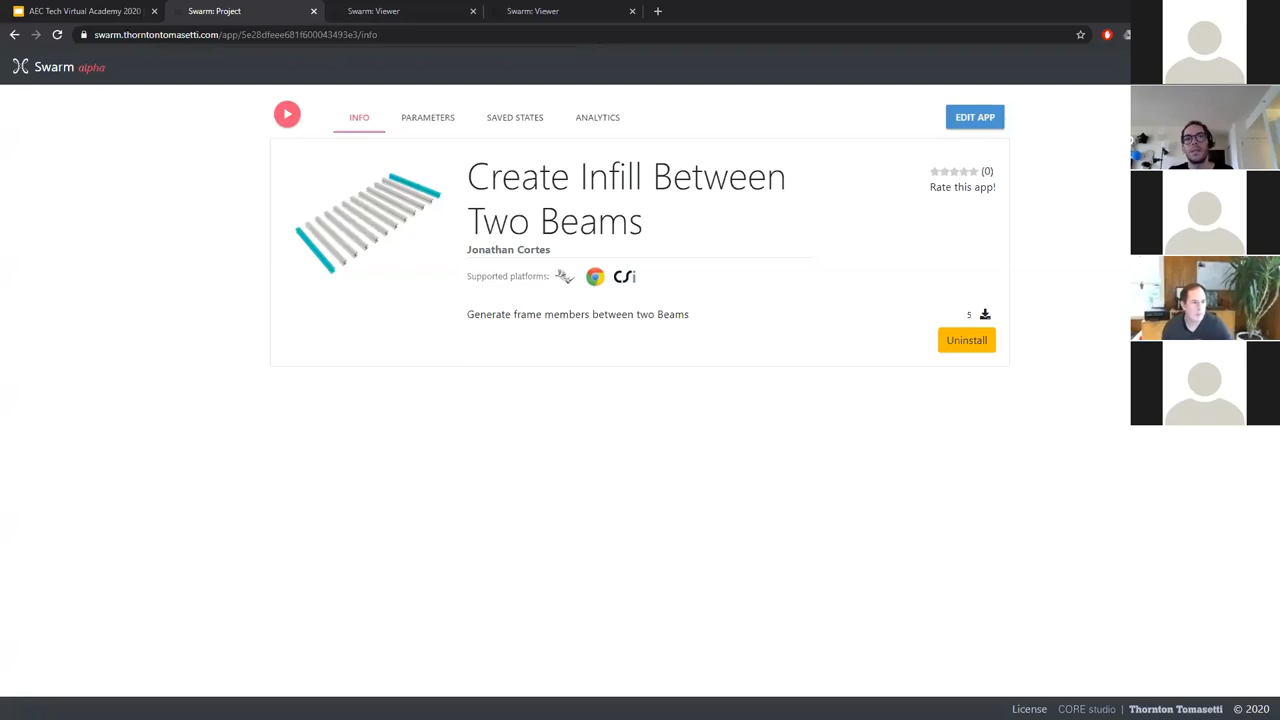 AEC Tech Virtual Academy 2020
Swarm: Project
Swarm: Viewer
Swarm: Viewer
swarm.thorntontomasetti.com/app/5e28dfeee681f600043493e3/info
Swarm alpha
INFO
PARAMETERS
SAVED STATES
ANALYTICS
EDIT APP
Create Infill Between
Two Beams
(0)
Rate this app!
Jonathan Cortes
Supported platforms:
CSi
Generate frame members between two Beams
5
Uninstall
License | CORE studio | Thornton Tomasetti © 2020